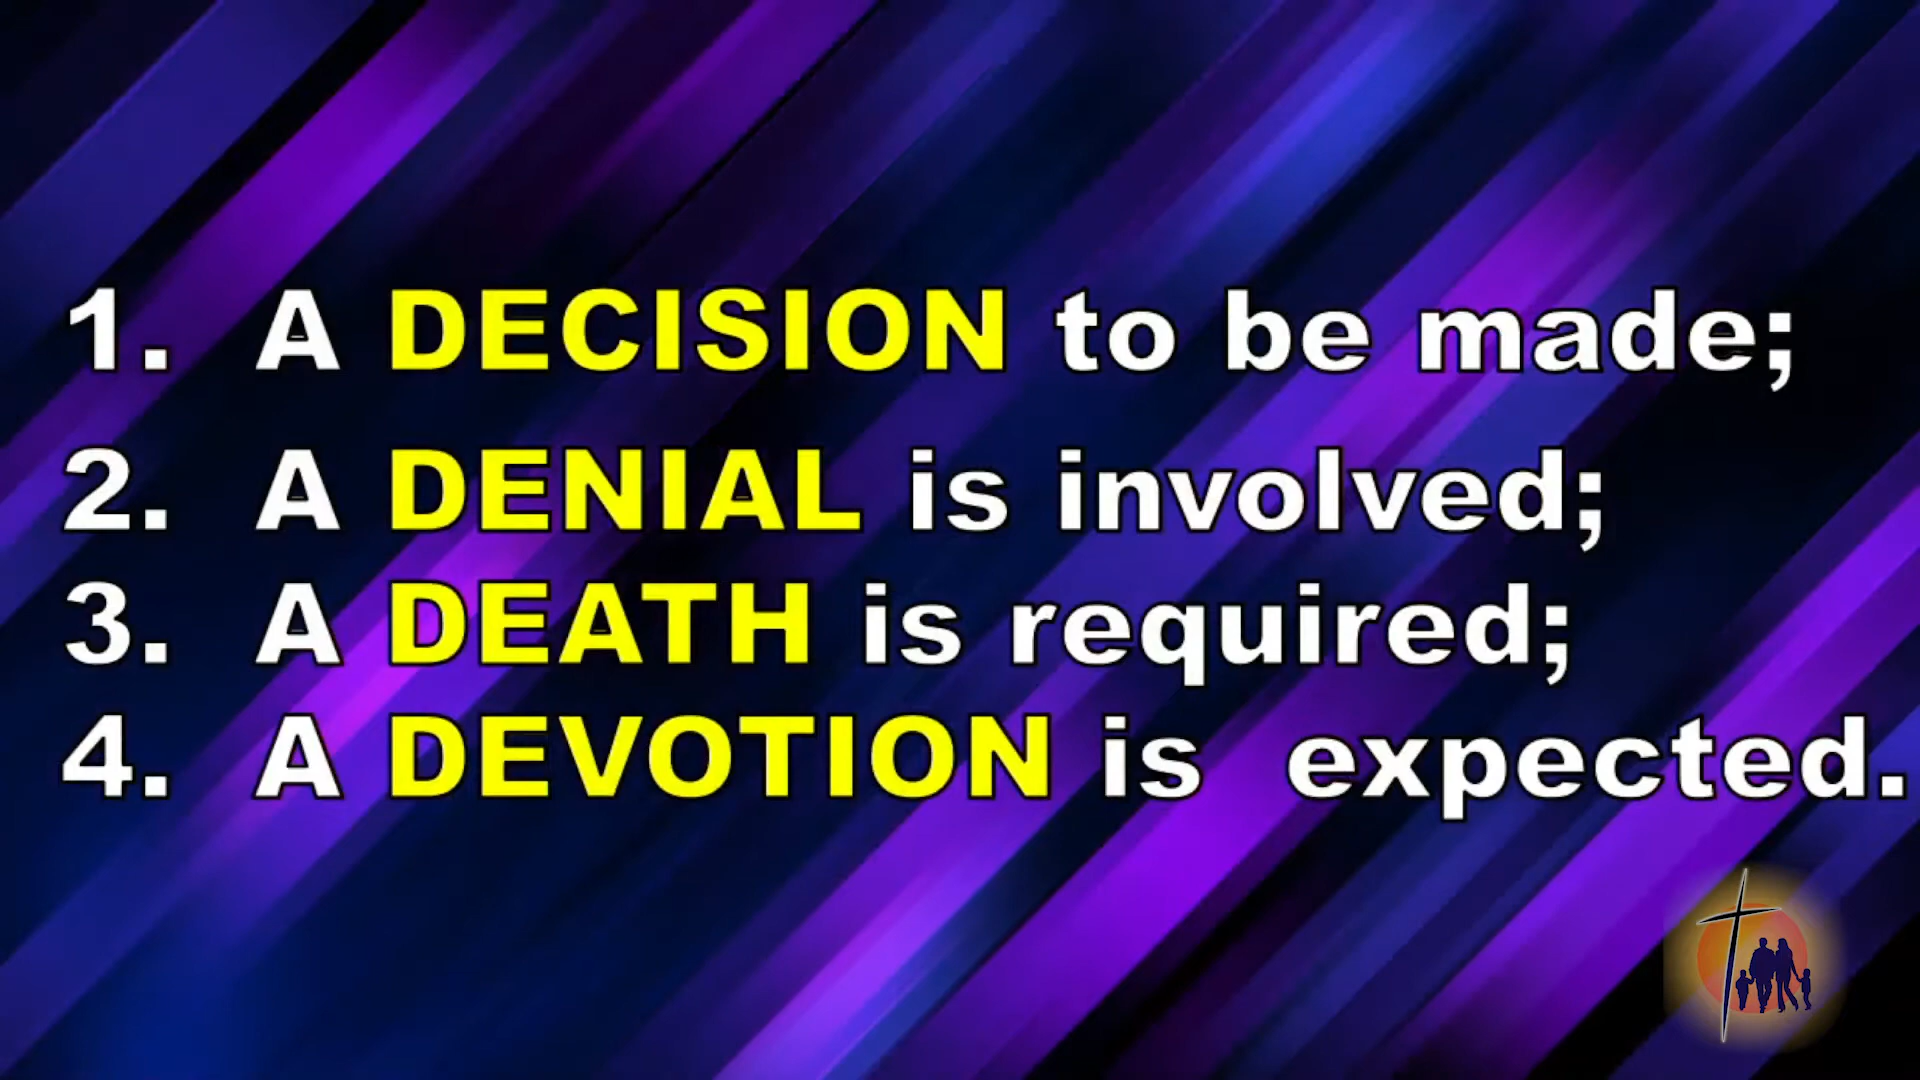 1. A DECISION to be made;
2. A DENIAL is involved;
3. A DEATH is required;
4. A DEVOTION is expected.